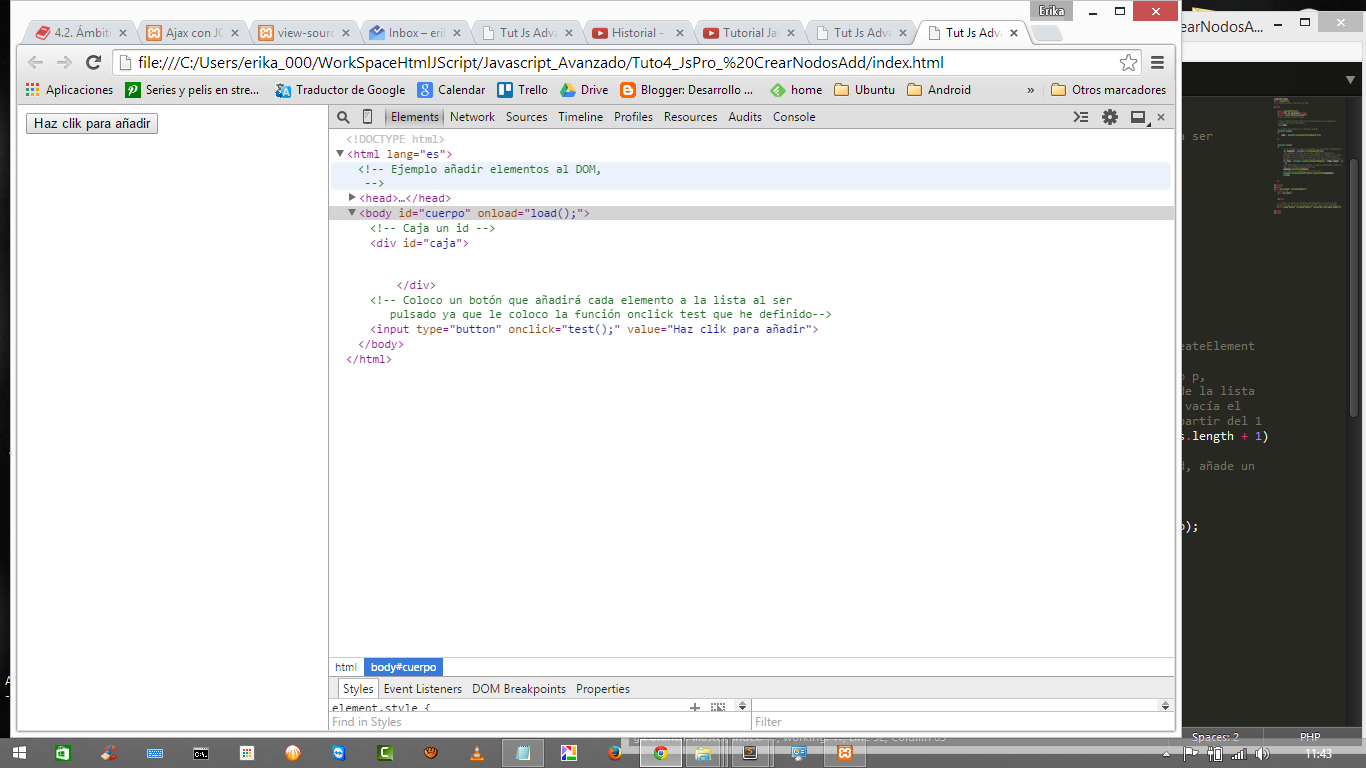 Erika
4.2. Ámbit
Ajax con JQ
view-sourc
Inbox – erik
Tut Js Adva
Historial -
Tutorial Jav
Tut Js Adva
Tut Js Adva
earNodosA...
file:///C:/Users/erika_000/WorkSpaceHtmlJScript/Javascript_Avanzado/Tuto4_JsPro_%20CrearNodosAdd/index.html
Aplicaciones
Series y pelis en stre...
Traductor de Google
Calendar
Trello
Drive
Blogger: Desarrollo ...
home
Ubuntu
Android
»
Otros marcadores
Haz clik para añadir
Elements Network Sources Timeline Profiles Resources Audits Console
<!DOCTYPE html>
<html lang="es">
<!-- Ejemplo añadir elementos al DOM,
-->
<head>…</head>
<body id="cuerpo" onload="load();">
<!-- Caja un id -->
<div id="caja">
</div>
<!-- Coloco un botón que añadirá cada elemento a la lista al ser
pulsado ya que le coloco la función onclick test que he definido-->
<input type="button" onclick="test();" value="Haz clik para añadir">
</body>
</html>
a ser
eateElement
o p,
de la lista
vacía el
partir del 1
s.length + 1)
d, añade un
p);
html body#cuerpo
Styles Event Listeners DOM Breakpoints Properties
element.style {
Find in Styles
Filter
Spaces: 2
PHP
11:43